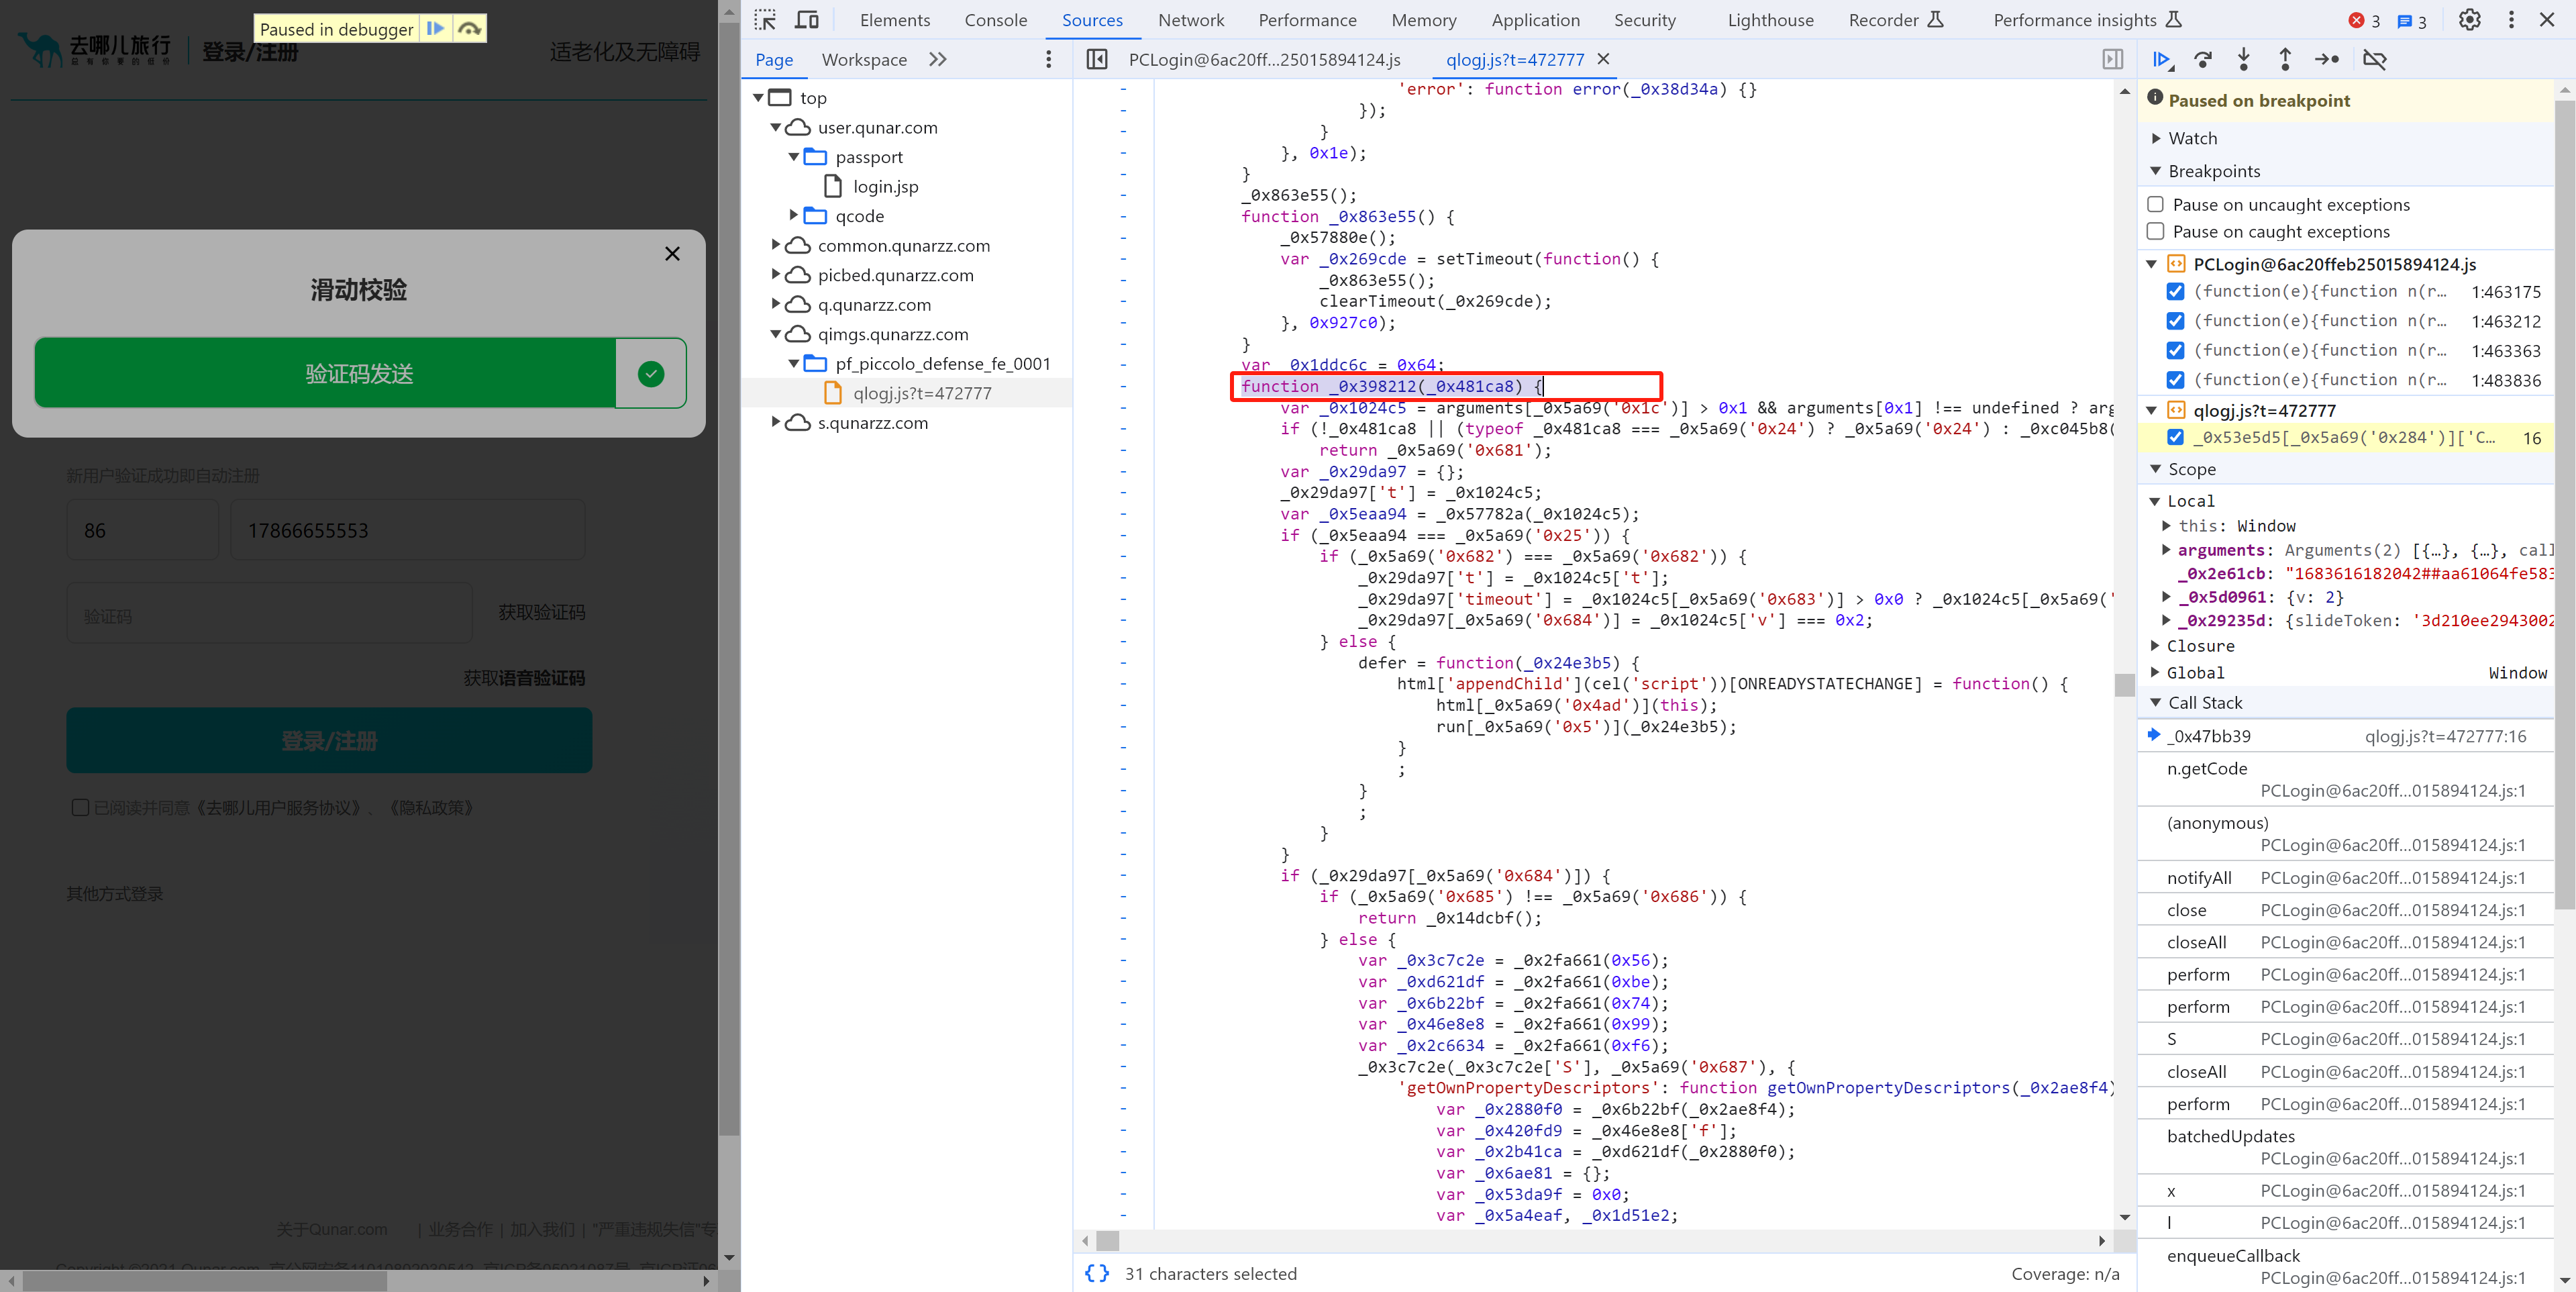 Paused in debugger
去哪儿旅行
总有你要的低价
登录/注册
适老化及无障碍
滑动校验
验证码发送
新用户验证成功即自动注册
86
17866655553
验证码
获取验证码
获取语音验证码
登录/注册
已阅读并同意《去哪儿用户服务协议》、《隐私政策》
其他方式登录
关于Qunar.com | 业务合作 | 加入我们 | "严重违规失信"专
Elements Console Sources Network Performance Memory Application Security Lighthouse Recorder Performance insights 3 3
Page Workspace
PCLogin@6ac20ff...25015894124.js qlogj.js?t=472777
top
user.qunar.com
passport
login.jsp
qcode
common.qunarzz.com
picbed.qunarzz.com
q.qunarzz.com
qimgs.qunarzz.com
pf_piccolo_defense_fe_0001
qlogj.js?t=472777
s.qunarzz.com
'error': function error(_0x38d34a) {}
});
}
}, 0x1e);
}
_0x863e55();
function _0x863e55() {
_0x57880e();
var _0x269cde = setTimeout(function() {
_0x863e55();
clearTimeout(_0x269cde);
}, 0x927c0);
}
var _0x1ddc6c = 0x64;
function _0x398212(_0x481ca8) {
var _0x1024c5 = arguments[_0x5a69('0x1c')] > 0x1 && arguments[0x1] !== undefined ? arg
if (!_0x481ca8 || (typeof _0x481ca8 === _0x5a69('0x24') ? _0x5a69('0x24') : _0xc045b8(
return _0x5a69('0x681');
var _0x29da97 = {};
_0x29da97['t'] = _0x1024c5;
var _0x5eaa94 = _0x57782a(_0x1024c5);
if (_0x5eaa94 === _0x5a69('0x25')) {
if (_0x5a69('0x682') === _0x5a69('0x682')) {
_0x29da97['t'] = _0x1024c5['t'];
_0x29da97['timeout'] = _0x1024c5[_0x5a69('0x683')] > 0x0 ? _0x1024c5[_0x5a69('
_0x29da97[_0x5a69('0x684')] = _0x1024c5['v'] === 0x2;
} else {
defer = function(_0x24e3b5) {
html['appendChild'](cel('script'))[ONREADYSTATECHANGE] = function() {
html[_0x5a69('0x4ad')](this);
run[_0x5a69('0x5')](_0x24e3b5);
}
;
}
;
}
}
if (_0x29da97[_0x5a69('0x684')]) {
if (_0x5a69('0x685') !== _0x5a69('0x686')) {
return _0x14dcbf();
} else {
var _0x3c7c2e = _0x2fa661(0x56);
var _0xd621df = _0x2fa661(0xbe);
var _0x6b22bf = _0x2fa661(0x74);
var _0x46e8e8 = _0x2fa661(0x99);
var _0x2c6634 = _0x2fa661(0xf6);
_0x3c7c2e(_0x3c7c2e['S'], _0x5a69('0x687'), {
'getOwnPropertyDescriptors': function getOwnPropertyDescriptors(_0x2ae8f4)
var _0x2880f0 = _0x6b22bf(_0x2ae8f4);
var _0x420fd9 = _0x46e8e8['f'];
var _0x2b41ca = _0xd621df(_0x2880f0);
var _0x6ae81 = {};
var _0x53da9f = 0x0;
var _0x5a4eaf, _0x1d51e2;
31 characters selected
Coverage: n/a
Paused on breakpoint
Watch
Breakpoints
Pause on uncaught exceptions
Pause on caught exceptions
PCLogin@6ac20ffeb25015894124.js
(function(e){function n(r... 1:463175
(function(e){function n(r... 1:463212
(function(e){function n(r... 1:463363
(function(e){function n(r... 1:483836
qlogj.js?t=472777
_0x53e5d5[_0x5a69('0x284')]['C... 16
Scope
Local
this: Window
arguments: Arguments(2) [{…}, {…}, call
_0x2e61cb: "1683616182042##aa61064fe583
_0x5d0961: {v: 2}
_0x29235d: {slideToken: '3d210ee2943002
Closure
Global Window
Call Stack
_0x47bb39 qlogj.js?t=472777:16
n.getCode
PCLogin@6ac20ff...015894124.js:1
(anonymous)
PCLogin@6ac20ff...015894124.js:1
notifyAll PCLogin@6ac20ff...015894124.js:1
close PCLogin@6ac20ff...015894124.js:1
closeAll PCLogin@6ac20ff...015894124.js:1
perform PCLogin@6ac20ff...015894124.js:1
perform PCLogin@6ac20ff...015894124.js:1
S PCLogin@6ac20ff...015894124.js:1
closeAll PCLogin@6ac20ff...015894124.js:1
perform PCLogin@6ac20ff...015894124.js:1
batchedUpdates
PCLogin@6ac20ff...015894124.js:1
x PCLogin@6ac20ff...015894124.js:1
l PCLogin@6ac20ff...015894124.js:1
enqueueCallback
PCLogin@6ac20ff...015894124.js:1